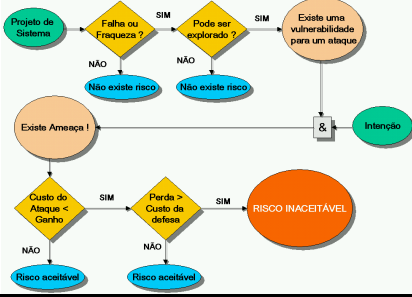 Projeto de
Sistema
Falha ou
Fraqueza ?
SIM
Pode ser
explorado ?
SIM
Existe uma
vulnerabilidade
para um ataque
NÃO
NÃO
Não existe risco
Não existe risco
Existe Ameaça !
&
Intenção
Custo do
Ataque <
Ganho
SIM
Perda >
Custo da
defesa
SIM
RISCO INACEITÁVEL
NÃO
NÃO
Risco aceitável
Risco aceitável